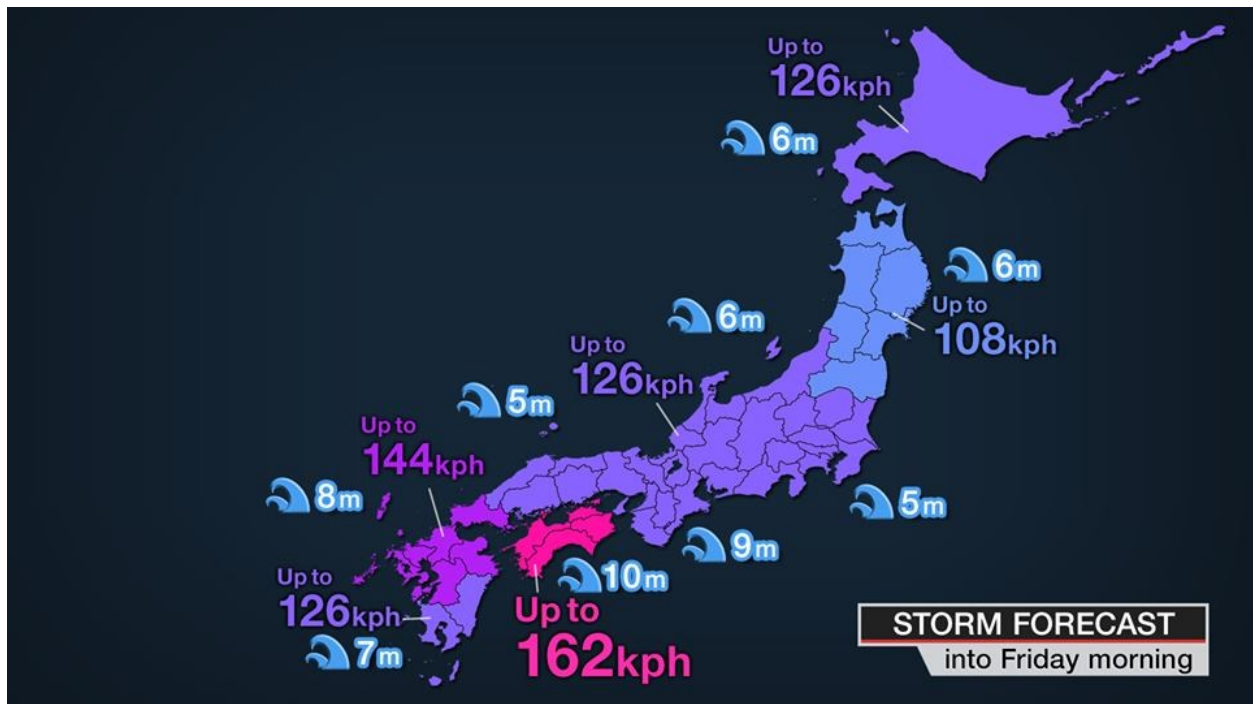 Up to
126kph
6m
6m
Up to
108kph
6m
Up to
126kph
5m
Up to
144kph
8m
5m
9m
10m
Up to
126kph
7m
Up to
162kph
STORM FORECAST
into Friday morning